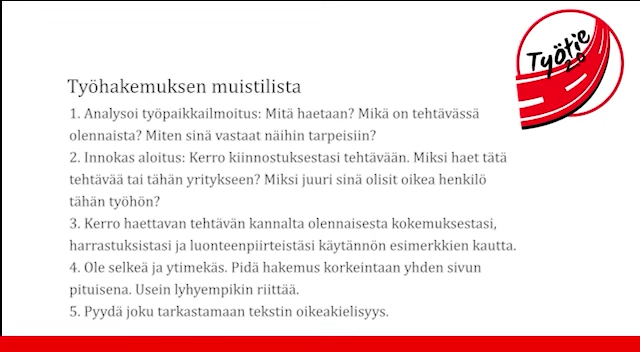 Työtie
2.0
Työhakemuksen muistilista
1. Analysoi työpaikkailmoitus: Mitä haetaan? Mikä on tehtävässä
olennaista? Miten sinä vastaat näihin tarpeisiin?
2. Innokas aloitus: Kerro kiinnostuksestasi tehtävään. Miksi haet tätä
tehtävää tai tähän yritykseen? Miksi juuri sinä olisit oikea henkilö
tähän työhön?
3. Kerro haettavan tehtävän kannalta olennaisesta kokemuksestasi,
harrastuksistasi ja luonteenpiirteistäsi käytännön esimerkkien kautta.
4. Ole selkeä ja ytimekäs. Pidä hakemus korkeintaan yhden sivun
pituisena. Usein lyhyempikin riittää.
5. Pyydä joku tarkastamaan tekstin oikeakielisyys.